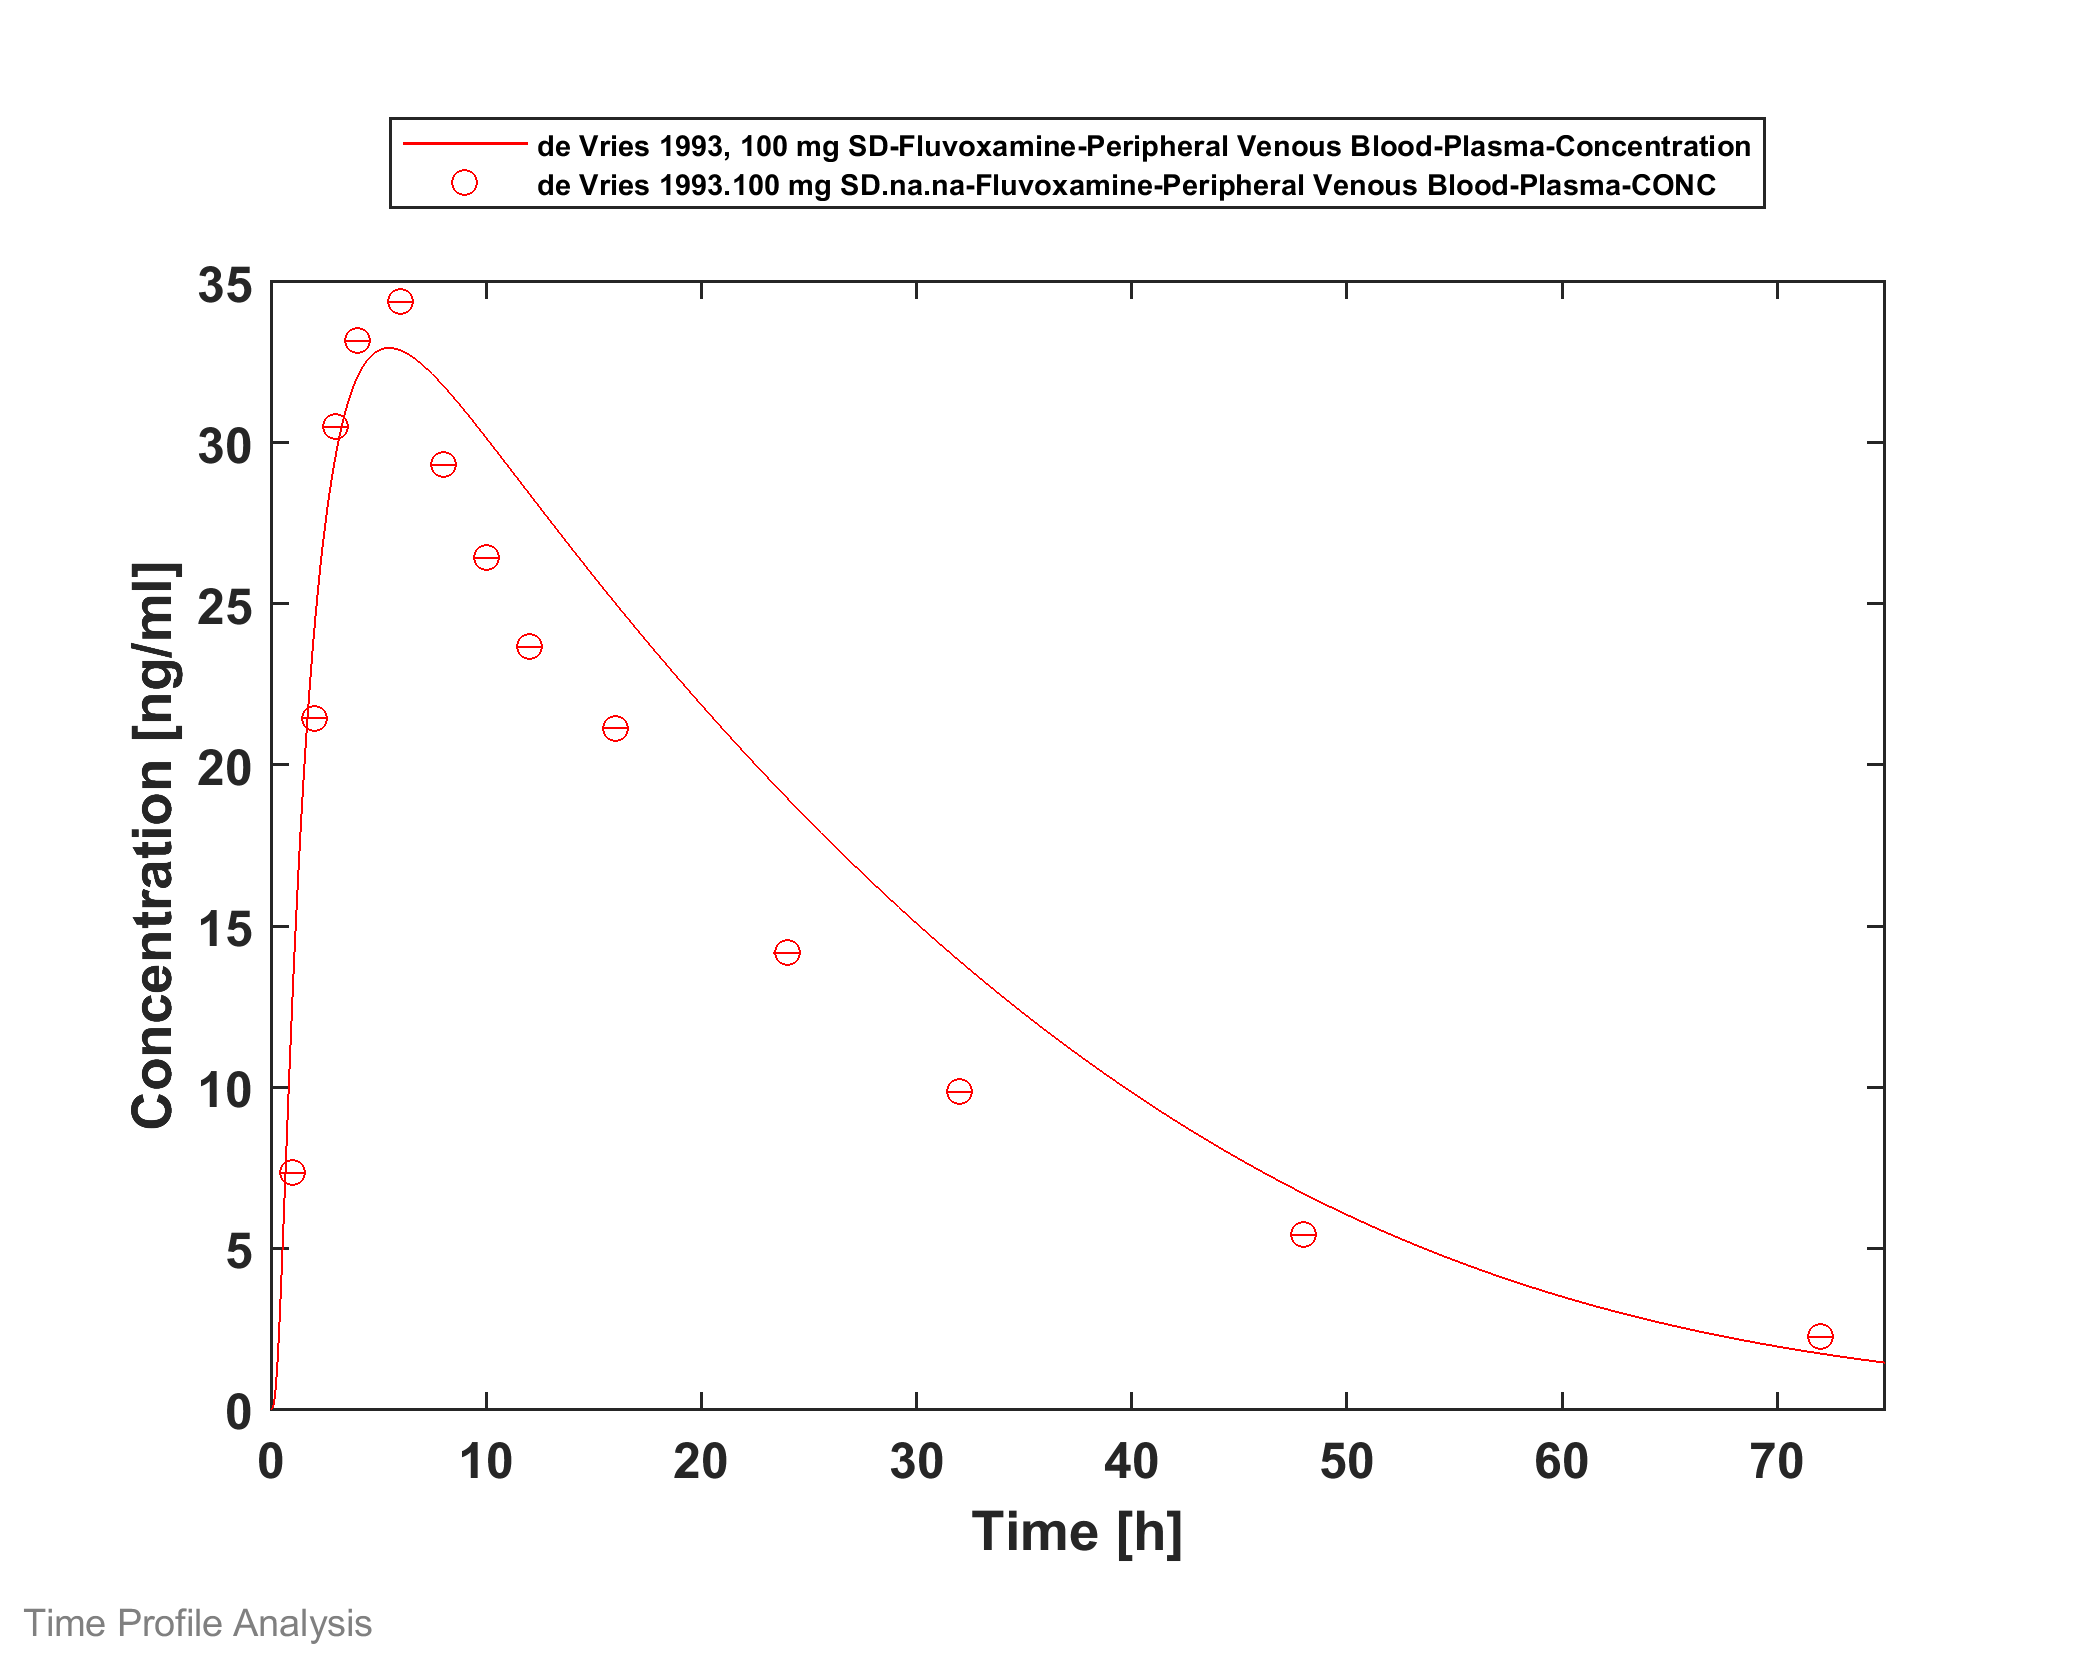 de Vries 1993, 100 mg SD-Fluvoxamine-Peripheral Venous Blood-Plasma-Concentration
de Vries 1993.100 mg SD.na.na-Fluvoxamine-Peripheral Venous Blood-Plasma-CONC
35
30
25
20
15
10
5
0
Concentration [ng/ml]
0 10 20 30 40 50 60 70
Time [h]
Time Profile Analysis